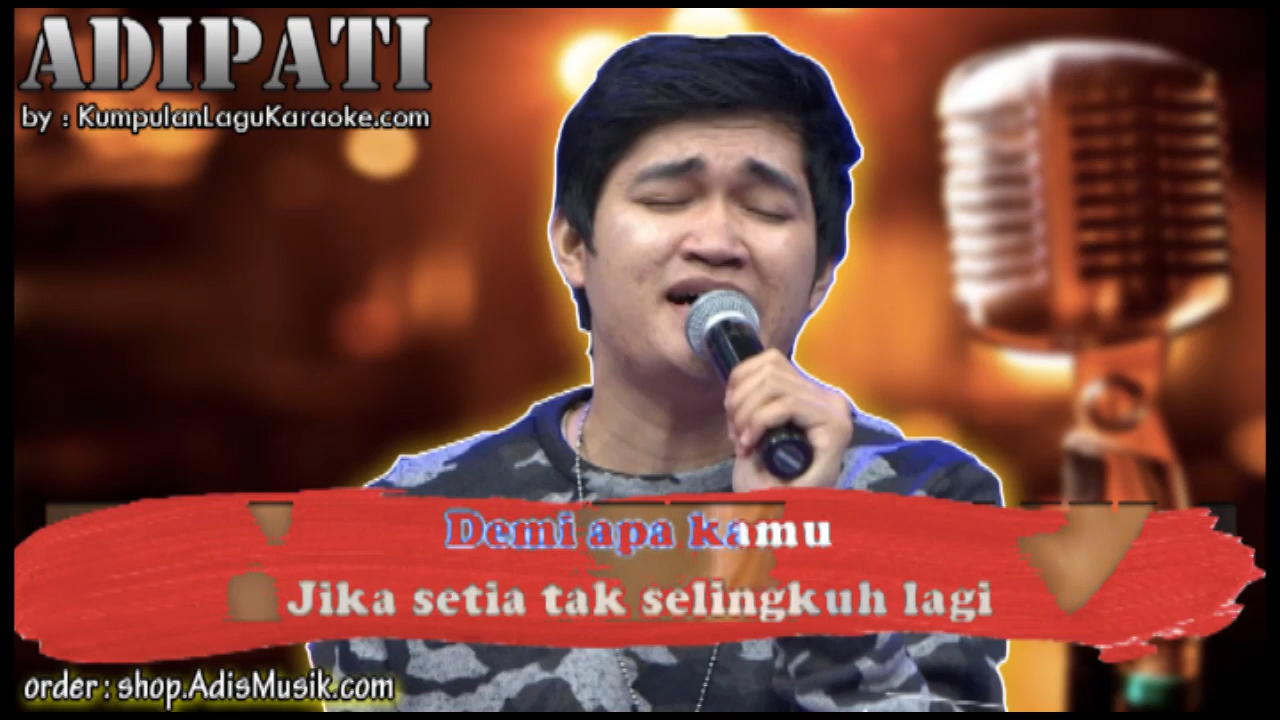 ADIPATI
by : KumpulanLaguKaraoke.com
Demi apa kamu
Jika setia tak selingkuh lagi
order : shop.AdisMusik.com